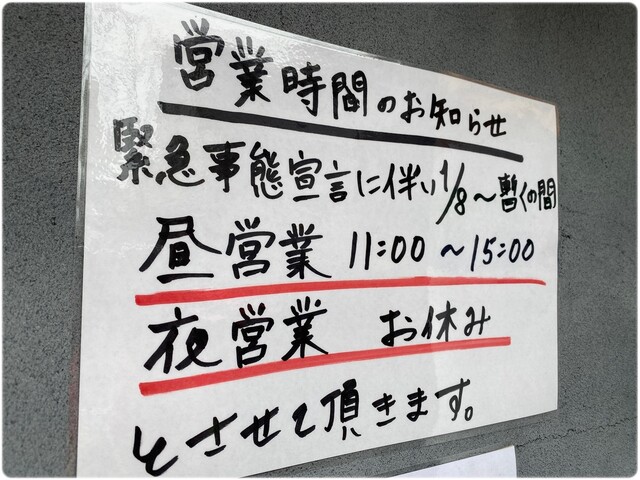 営業時間のお知らせ
緊急事態宣言に伴い1/8〜暫くの間
昼営業 11:00 〜15:00
夜営業 お休み
とさせて頂きます。